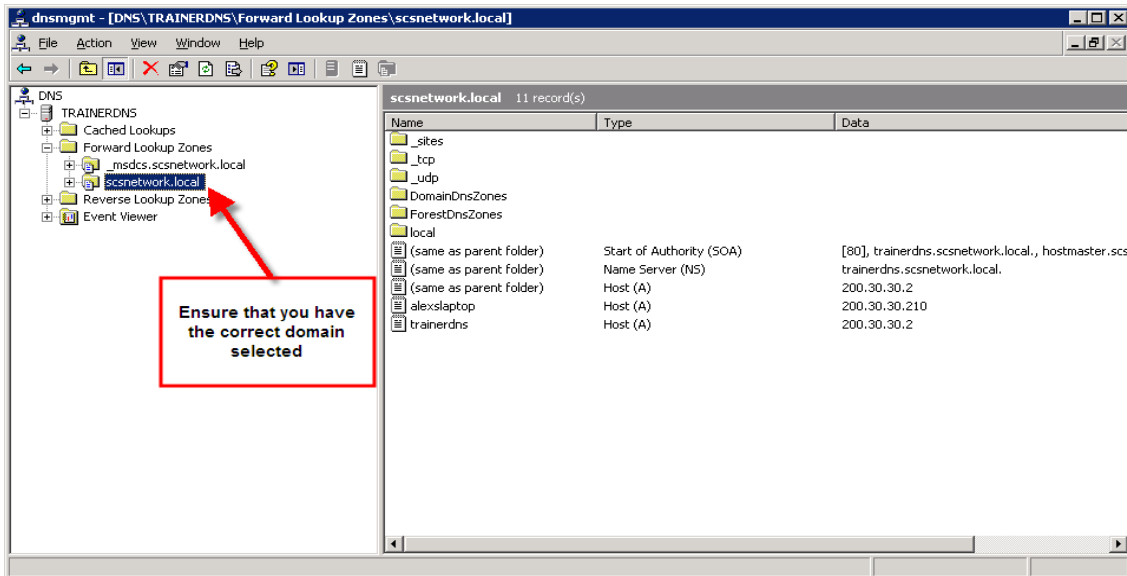 dnsmgmt - [DNS\TRAINERDNS\Forward Lookup Zones\scsnetwork.local]
File Action View Window Help
DNS
TRAINERDNS
Cached Lookups
Forward Lookup Zones
_msdcs.scsnetwork.local
scsnetwork.local
Reverse Lookup Zones
Event Viewer
Ensure that you have
the correct domain
selected
scsnetwork.local 11 record(s)
Name Type Data
_sites
_tcp
_udp
DomainDnsZones
ForestDnsZones
local
(same as parent folder) Start of Authority (SOA) [80], trainerdns.scsnetwork.local., hostmaster.scs
(same as parent folder) Name Server (NS) trainerdns.scsnetwork.local.
(same as parent folder) Host (A) 200.30.30.2
alexslaptop Host (A) 200.30.30.210
trainerdns Host (A) 200.30.30.2